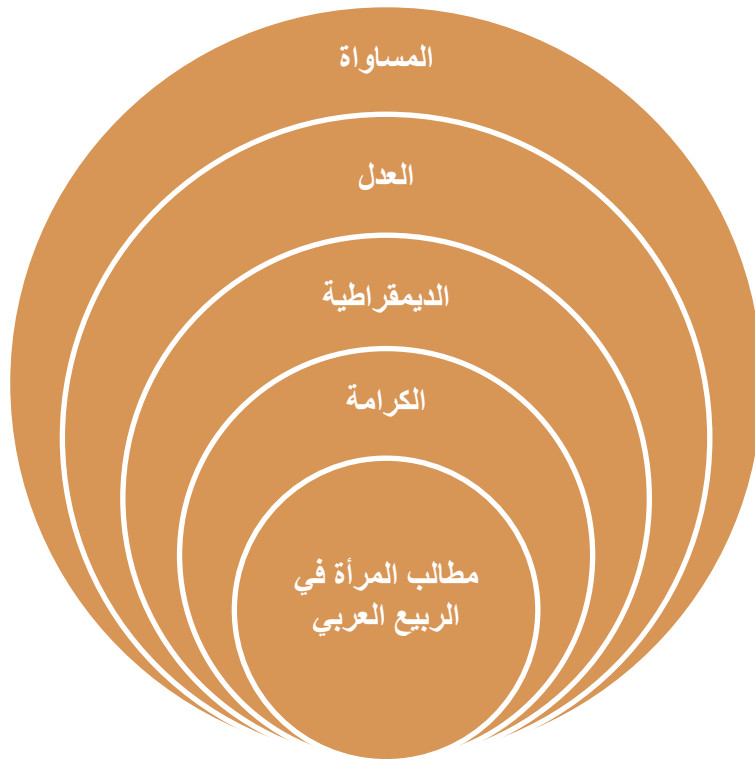 المساواة
العدل
الديمقراطية
الكرامة
مطالب المرأة في
الربيع العربي